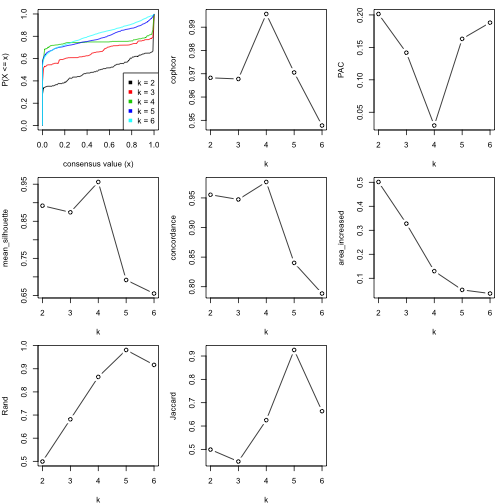 P(X <= x)
0.0 0.2 0.4 0.6 0.8 1.0
k = 2
k = 3
k = 4
k = 5
k = 6
0.0 0.2 0.4 0.6 0.8 1.0
consensus value (x)
cophcor
0.95 0.96 0.97 0.98 0.99
2 3 4 5 6
k
PAC
0.05 0.10 0.15 0.20
2 3 4 5 6
k
mean_silhouette
0.65 0.75 0.85 0.95
2 3 4 5 6
k
concordance
0.80 0.85 0.90 0.95
2 3 4 5 6
k
area_increased
0.1 0.2 0.3 0.4 0.5
2 3 4 5 6
k
Rand
0.5 0.6 0.7 0.8 0.9 1.0
2 3 4 5 6
k
Jaccard
0.5 0.6 0.7 0.8 0.9
2 3 4 5 6
k